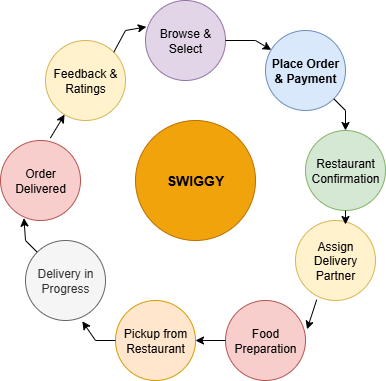 Browse &
Select
Place Order
& Payment
Restaurant
Confirmation
Assign
Delivery
Partner
Food
Preparation
Pickup from
Restaurant
Delivery in
Progress
Order
Delivered
Feedback &
Ratings
SWIGGY